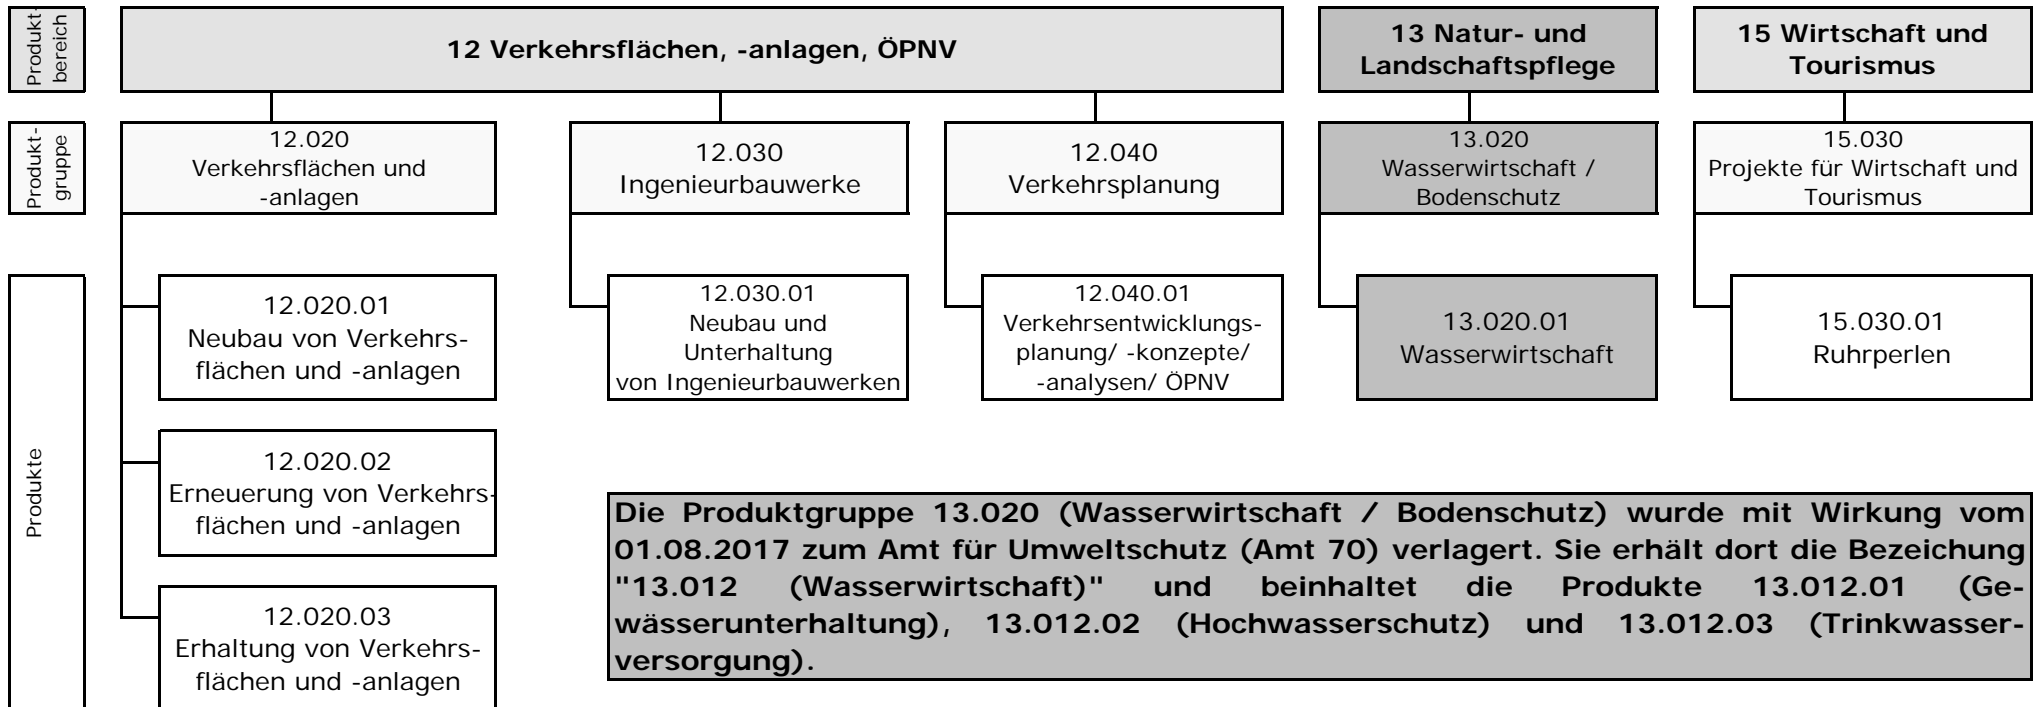 Produkt-
bereich
12 Verkehrsflächen, -anlagen, ÖPNV
13 Natur- und
Landschaftspflege
15 Wirtschaft und
Tourismus
Produkt-
gruppe
12.020
Verkehrsflächen und
-anlagen
12.030
Ingenieurbauwerke
12.040
Verkehrsplanung
13.020
Wasserwirtschaft /
Bodenschutz
15.030
Projekte für Wirtschaft und
Tourismus
Produkte
12.020.01
Neubau von Verkehrs-
flächen und -anlagen
12.030.01
Neubau und
Unterhaltung
von Ingenieurbauwerken
12.040.01
Verkehrsentwicklungs-
planung/ -konzepte/
-analysen/ ÖPNV
13.020.01
Wasserwirtschaft
15.030.01
Ruhrperlen
12.020.02
Erneuerung von Verkehrs-
flächen und -anlagen
12.020.03
Erhaltung von Verkehrs-
flächen und -anlagen
Die Produktgruppe 13.020 (Wasserwirtschaft / Bodenschutz) wurde mit Wirkung vom
01.08.2017 zum Amt für Umweltschutz (Amt 70) verlagert. Sie erhält dort die Bezeichung
"13.012 (Wasserwirtschaft)" und beinhaltet die Produkte 13.012.01 (Ge-
wässerunterhaltung), 13.012.02 (Hochwasserschutz) und 13.012.03 (Trinkwasser-
versorgung).